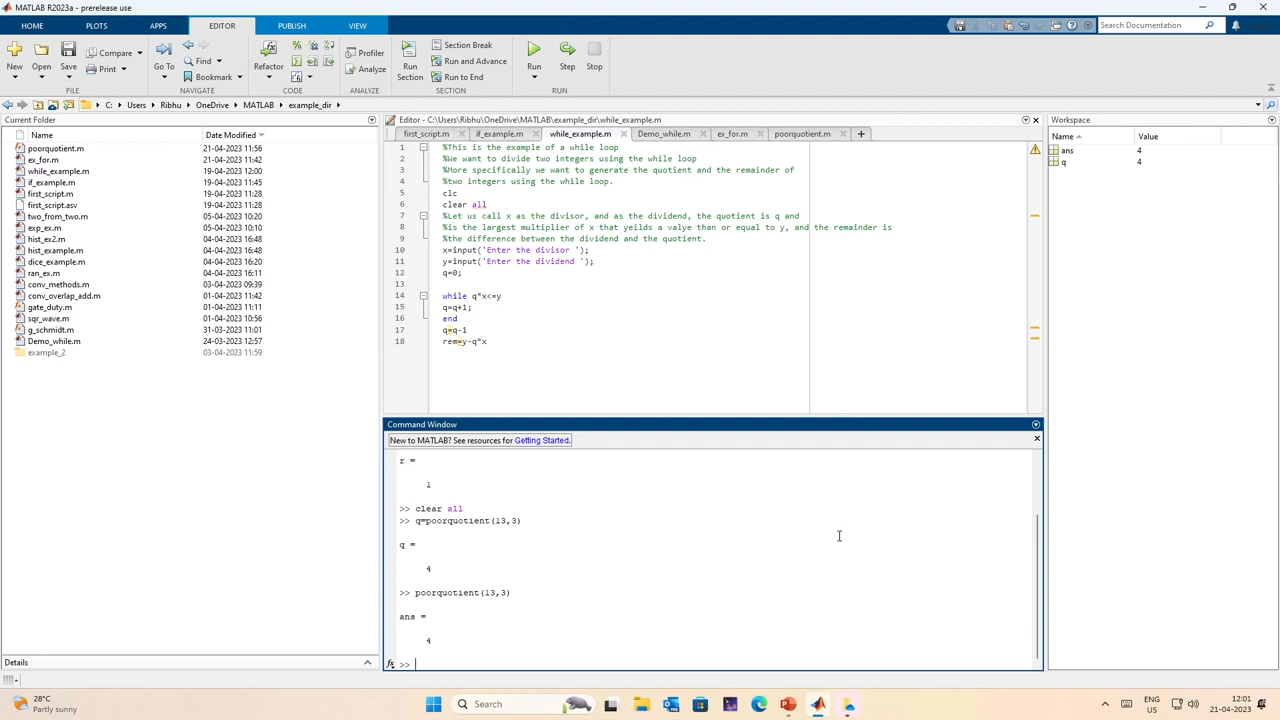 MATLAB R2023a - prerelease use
HOME PLOTS APPS EDITOR PUBLISH VIEW
Search Documentation
New Open Save Compare Print Go To Find Bookmark Refactor Profiler Analyze Run Section Section Break Run and Advance Run to End Run Step Stop
FILE NAVIGATE CODE ANALYZE SECTION RUN
C: Users Ribhu OneDrive MATLAB example_dir
Current Folder
Name Date Modified
poorquotient.m 21-04-2023 11:56
ex_for.m 21-04-2023 11:42
while_example.m 19-04-2023 12:00
if_example.m 19-04-2023 11:45
first_script.m 19-04-2023 11:28
first_script.asv 19-04-2023 11:28
two_from_two.m 05-04-2023 10:20
exp_ex.m 05-04-2023 10:10
hist_ex2.m 04-04-2023 16:48
hist_example.m 04-04-2023 16:48
dice_example.m 04-04-2023 16:20
ran_ex.m 04-04-2023 16:11
conv_methods.m 03-04-2023 09:39
conv_overlap_add.m 01-04-2023 11:42
gate_duty.m 01-04-2023 11:11
sqr_wave.m 01-04-2023 10:56
g_schmidt.m 31-03-2023 11:01
Demo_while.m 24-03-2023 12:57
example_2 03-04-2023 11:59
Details
Editor - C:\Users\Ribhu\OneDrive\MATLAB\example_dir\while_example.m
first_script.m if_example.m while_example.m Demo_while.m ex_for.m poorquotient.m
1 %This is the example of a while loop
2 %We want to divide two integers using the while loop
3 %More specifically we want to generate the quotient and the remainder of
4 %two integers using the while loop.
5 clc
6 clear all
7 %Let us call x as the divisor, and as the dividend, the quotient is q and
8 %is the largest multiplier of x that yeilds a valye than or equal to y, and the remainder is
9 %the difference between the dividend and the quotient.
10 x=input('Enter the divisor ');
11 y=input('Enter the dividend ');
12 q=0;
13
14 while q*x<=y
15 q=q+1;
16 end
17 q=q-1
18 rem=y-q*x
Command Window
New to MATLAB? See resources for Getting Started.
r =
1
>> clear all
>> q=poorquotient(13,3)
q =
4
>> poorquotient(13,3)
ans =
4
fx >>
Workspace
Name Value
ans 4
q 4
28°C
Partly sunny
Search
ENG
US
12:01
21-04-2023